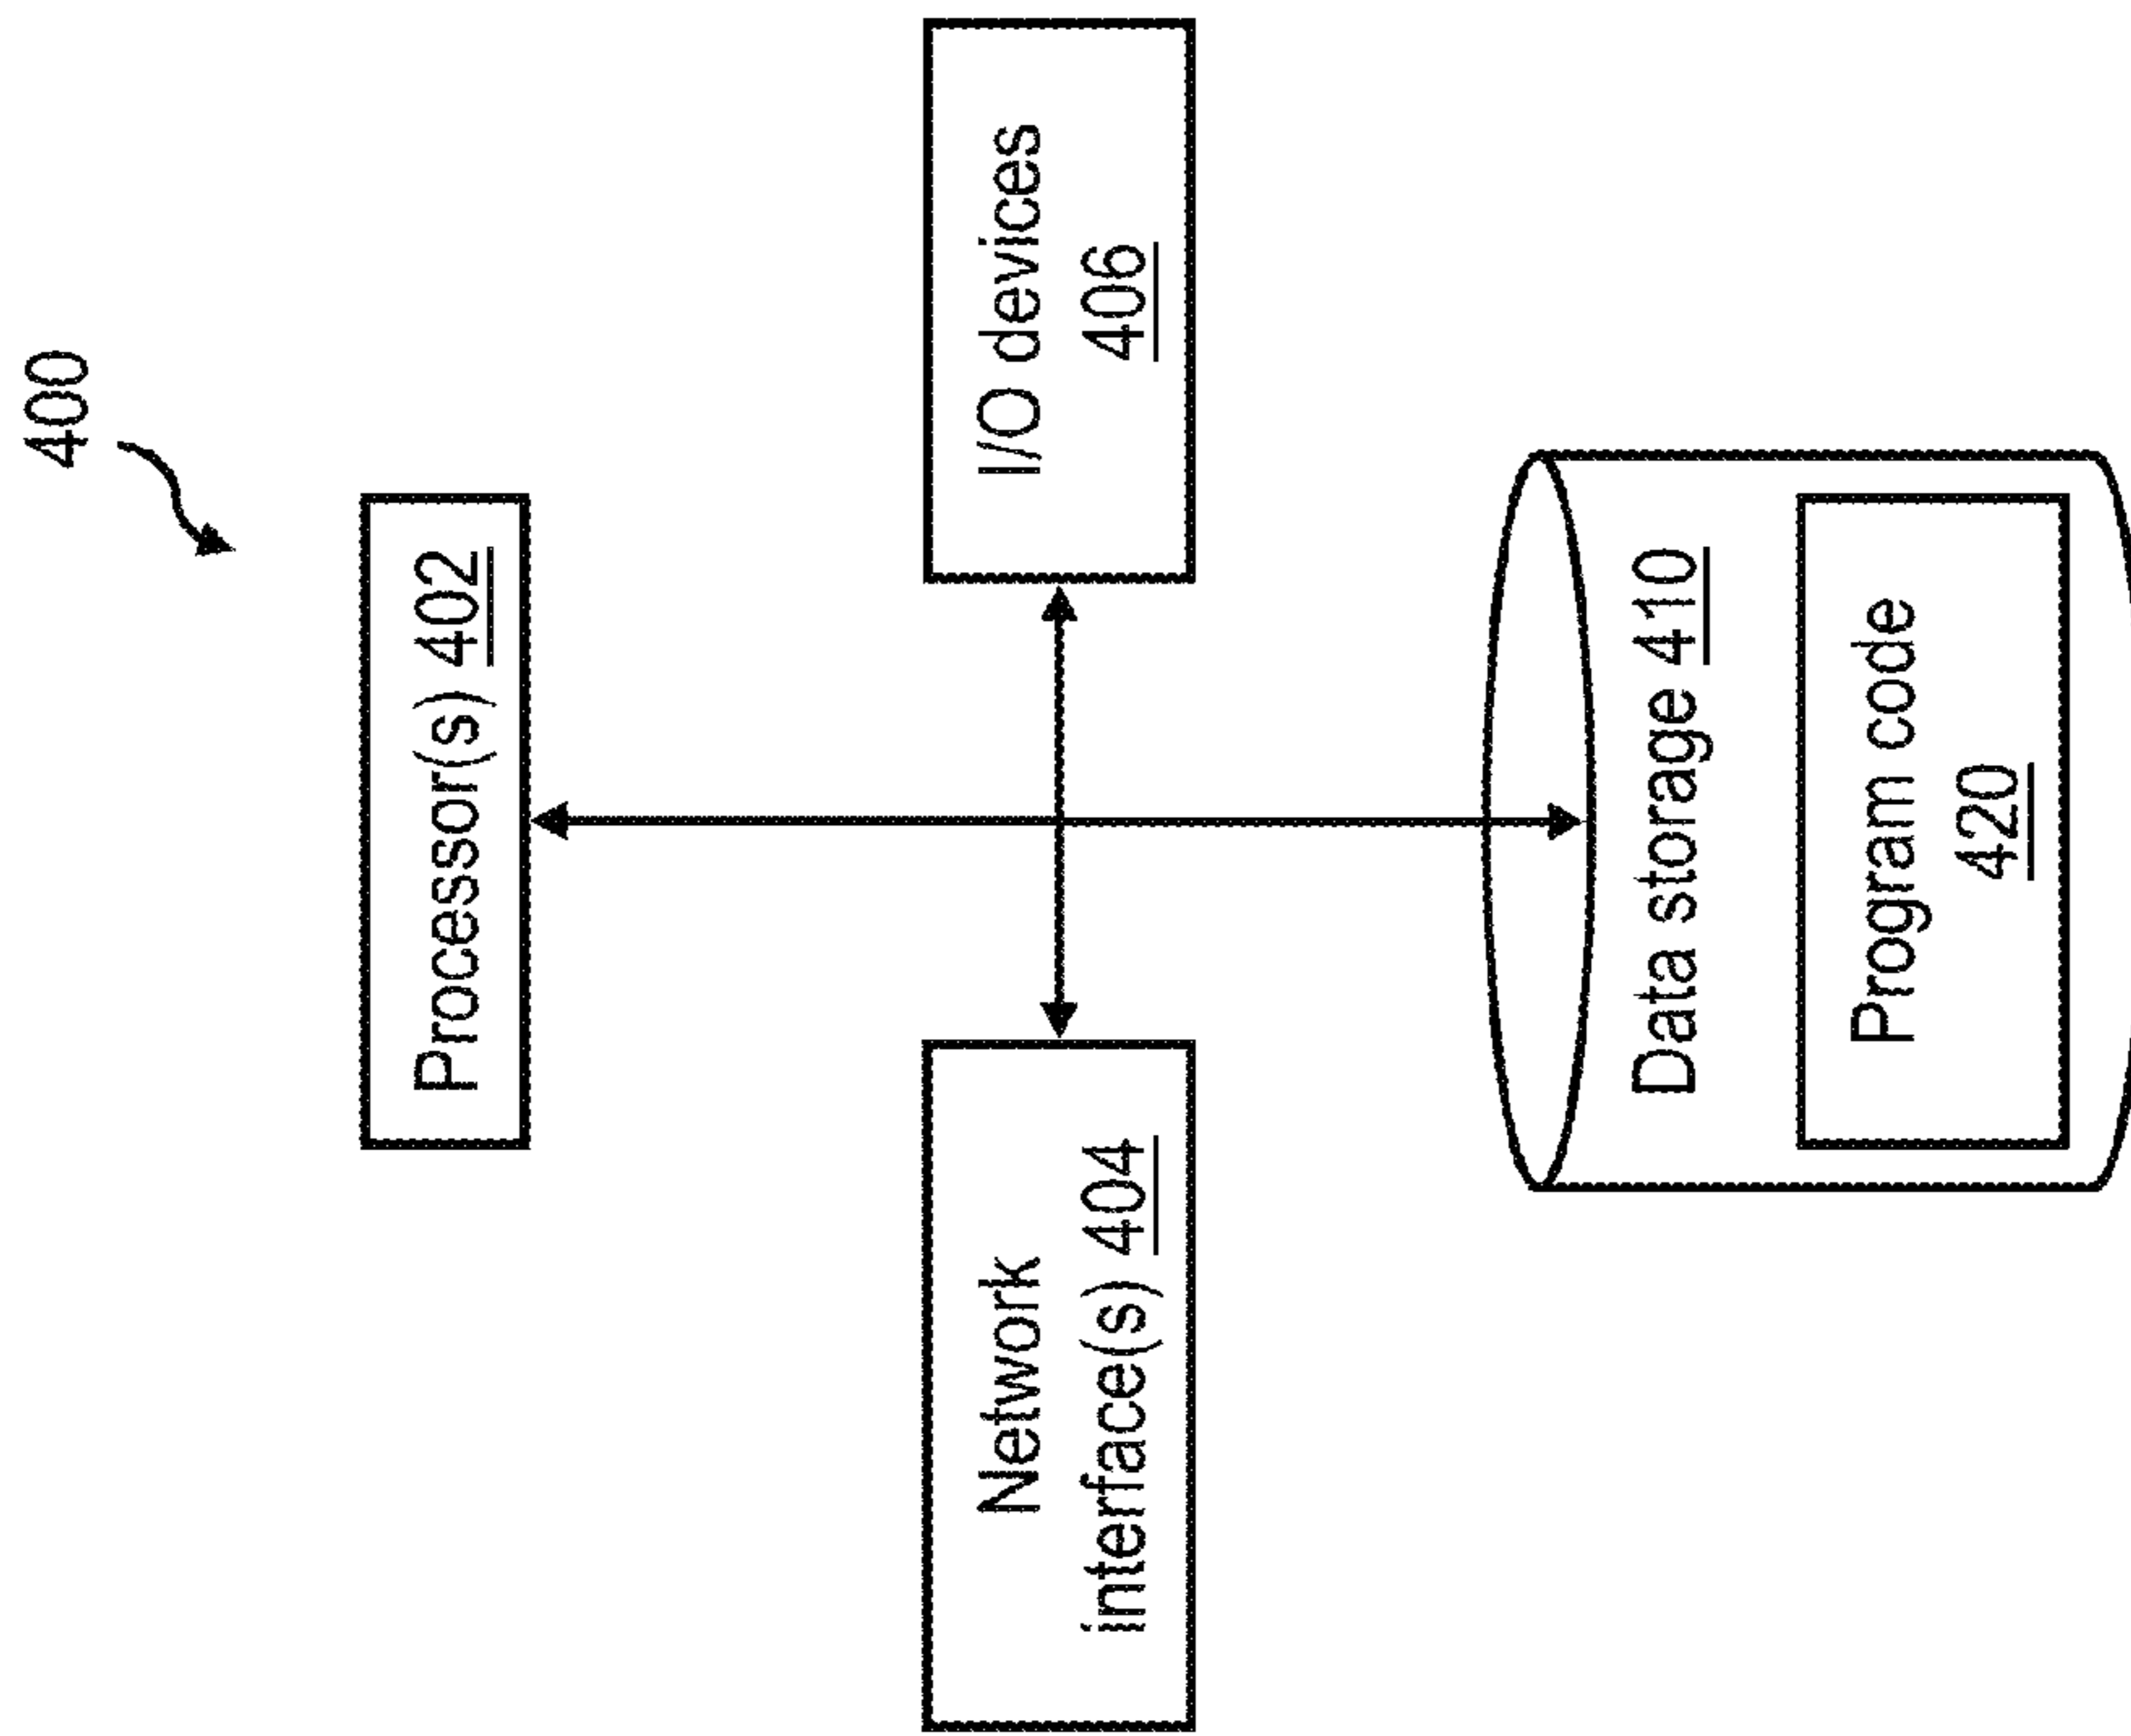 400
Processor(s) 402
Network
interface(s) 404
I/O devices
406
Data storage 410
Program code
420